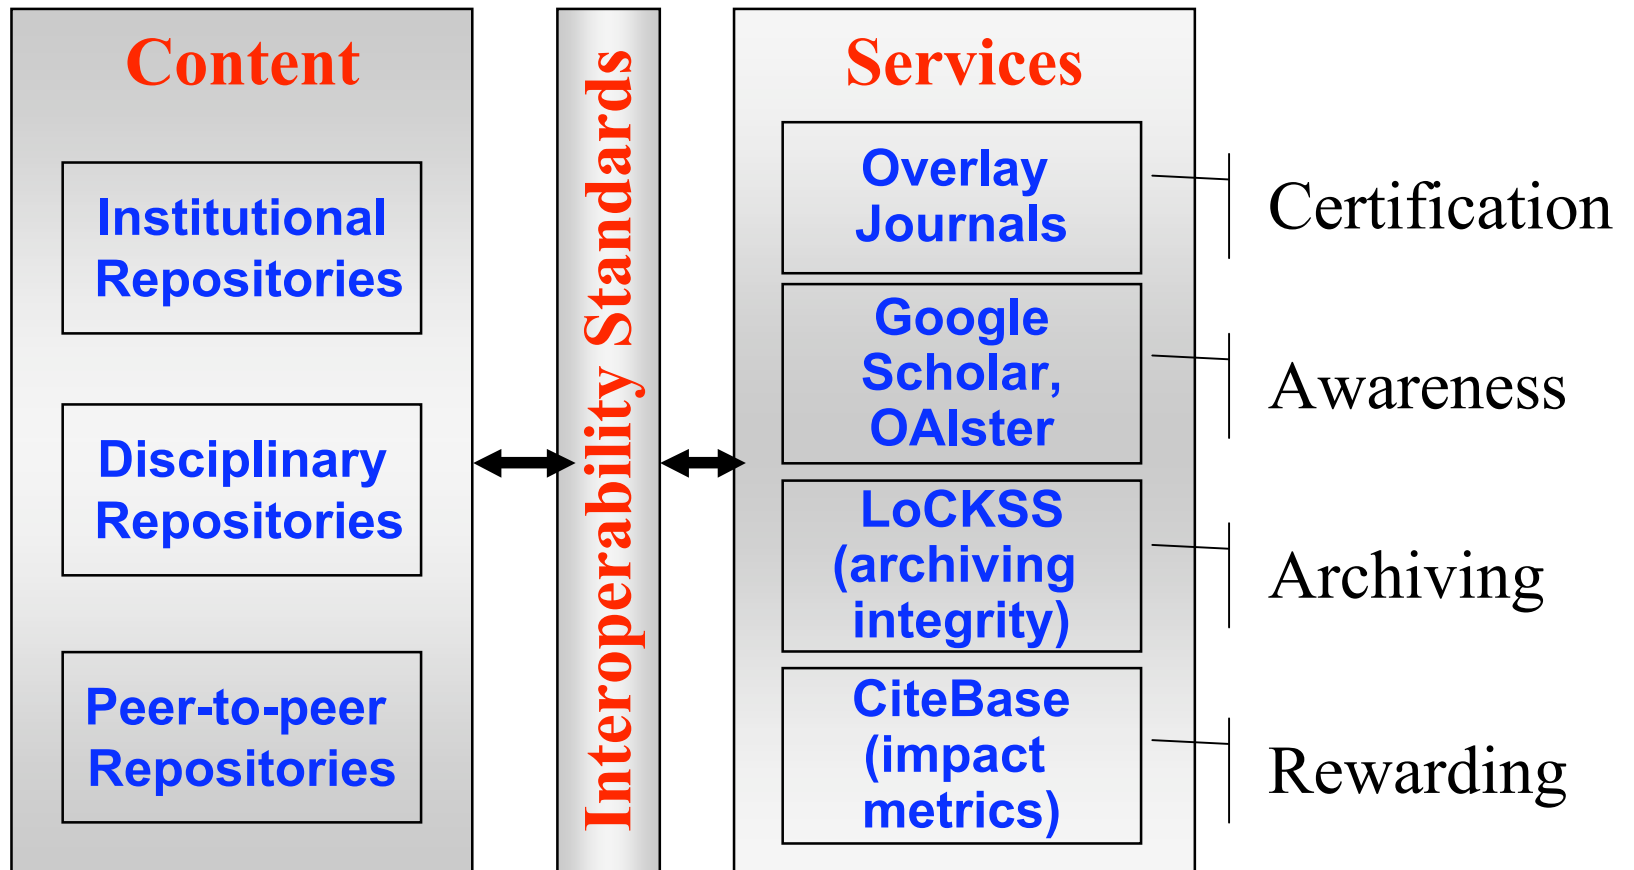 Content
Institutional
Repositories
Disciplinary
Repositories
Peer-to-peer
Repositories
Interoperability Standards
Services
Overlay
Journals
Google
Scholar,
OAIster
LoCKSS
(archiving
integrity)
CiteBase
(impact
metrics)
Certification
Awareness
Archiving
Rewarding